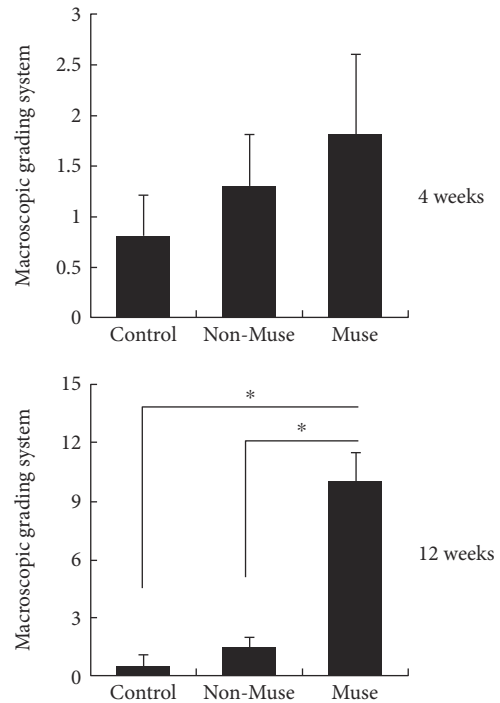 Macroscopic grading system
3
2.5
2
1.5
1
0.5
0
Control Non-Muse Muse
4 weeks
Macroscopic grading system
15
12
9
6
3
0
*
*
Control Non-Muse Muse
12 weeks